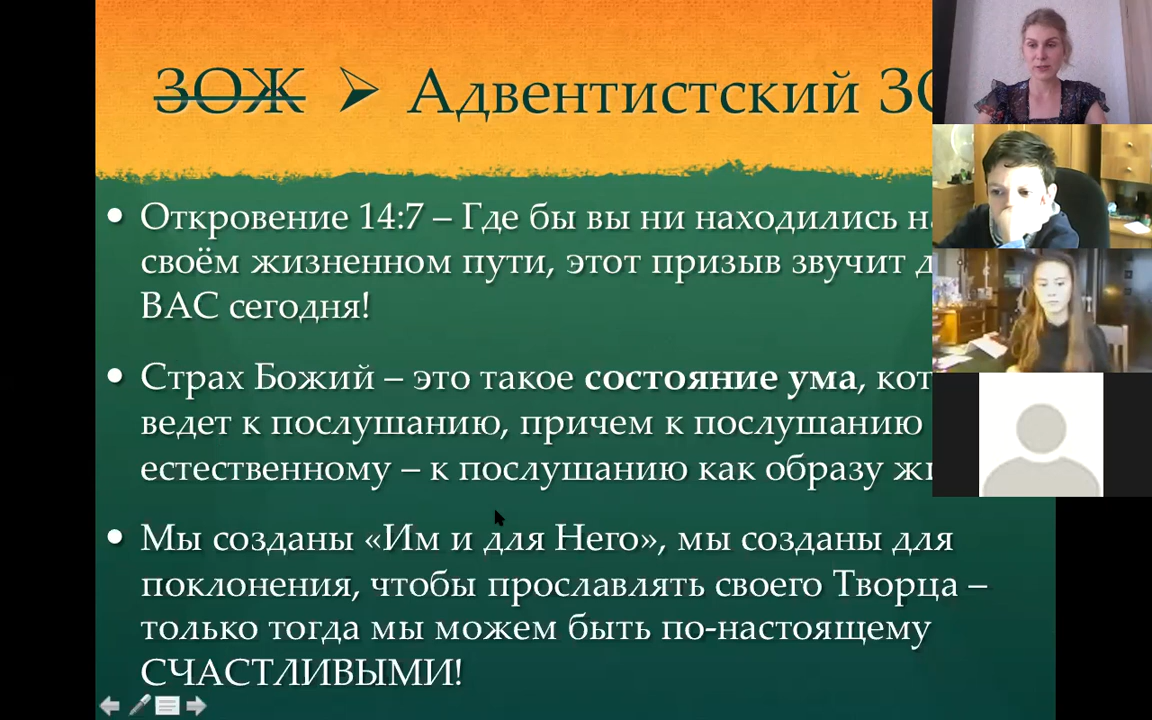 ЗОЖ ➢ Адвентистский
• Откровение 14:7 – Где бы вы ни находились
своём жизненном пути, этот призыв звучит
ВАС сегодня!
• Страх Божий – это такое состояние ума,
ведет к послушанию, причем к послушанию
естественному – к послушанию как образу
• Мы созданы «Им и для Него», мы созданы для
поклонения, чтобы прославлять своего Творца –
только тогда мы можем быть по-настоящему
СЧАСТЛИВЫМИ!